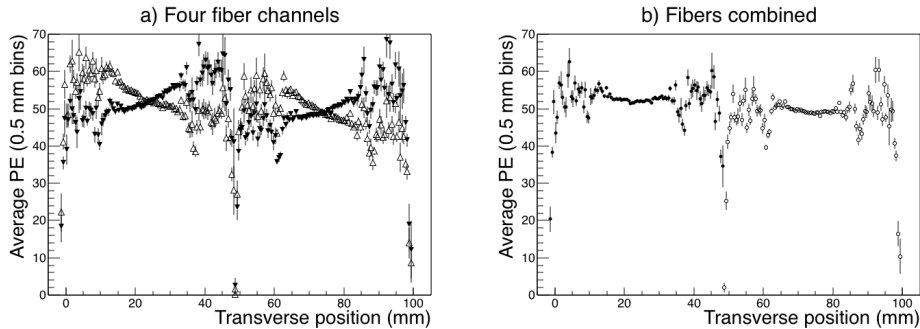 a) Four fiber channels
Average PE (0.5 mm bins)
70
60
50
40
30
20
10
0
0 20 40 60 80 100
Transverse position (mm)
b) Fibers combined
Average PE (0.5 mm bins)
70
60
50
40
30
20
10
0
0 20 40 60 80 100
Transverse position (mm)